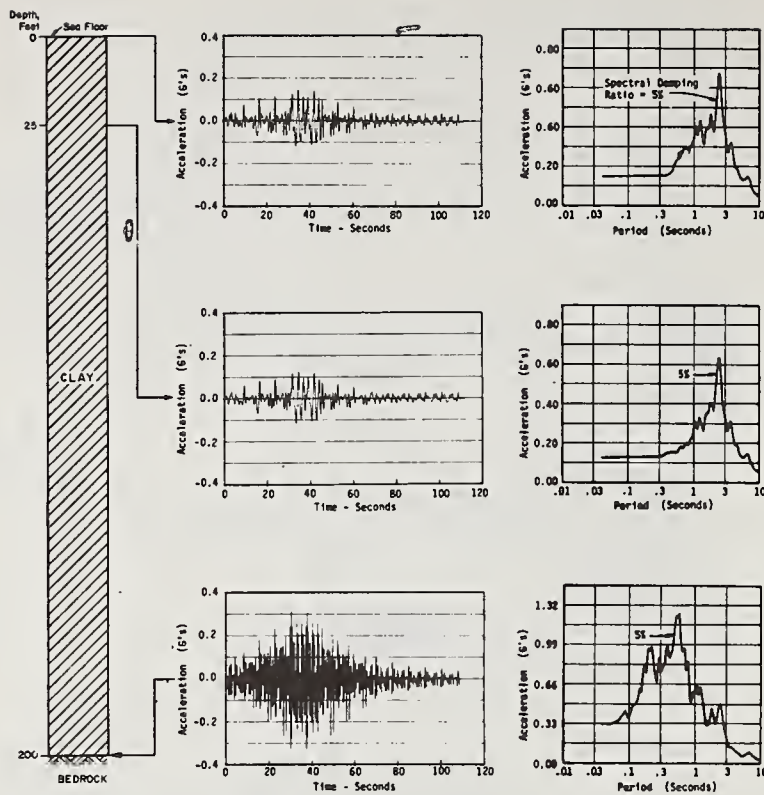 Depth,
Feet
Sea Floor
0
25
CLAY
200
BEDROCK
Acceleration (G's)
0.4
0.2
0.0
-0.2
-0.4
0 20 40 60 80 100 120
Time - Seconds
Acceleration (G's)
0.80
0.60
0.20
0.00
Spectral Damping
Ratio = 5%
.01 .03 .1 .3 1 3 10
Period (Seconds)
Acceleration (G's)
0.4
0.2
0.0
-0.2
-0.4
0 20 40 60 80 100 120
Time - Seconds
Acceleration (G's)
0.80
0.60
0.40
0.20
0.00
5%
.01 .03 .1 .3 1 3 10
Period (Seconds)
Acceleration (G's)
0.4
0.2
0.0
-0.2
-0.4
0 20 40 60 80 100 120
Time - Seconds
Acceleration (G's)
1.32
0.99
0.66
0.33
0.00
5%
.01 .03 .1 .3 1 3 10
Period (Seconds)